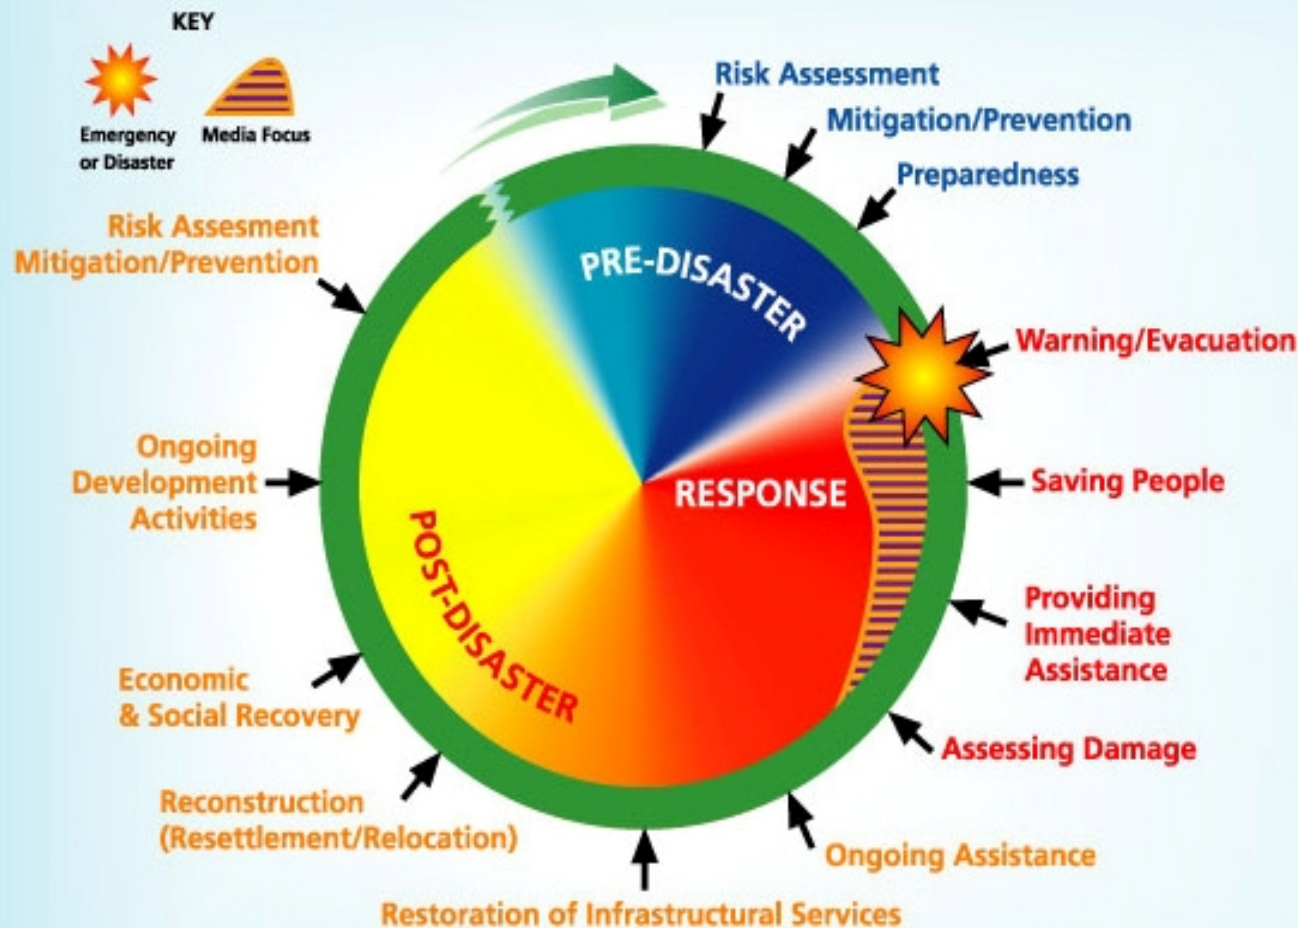 KEY
Emergency
or Disaster
Media Focus
Risk Assessment
Mitigation/Prevention
Preparedness
Warning/Evacuation
Saving People
Providing
Immediate
Assistance
Assessing Damage
Ongoing Assistance
Restoration of Infrastructural Services
Reconstruction
(Resettlement/Relocation)
Economic
& Social Recovery
Ongoing
Development
Activities
Risk Assesment
Mitigation/Prevention
PRE-DISASTER
RESPONSE
POST-DISASTER